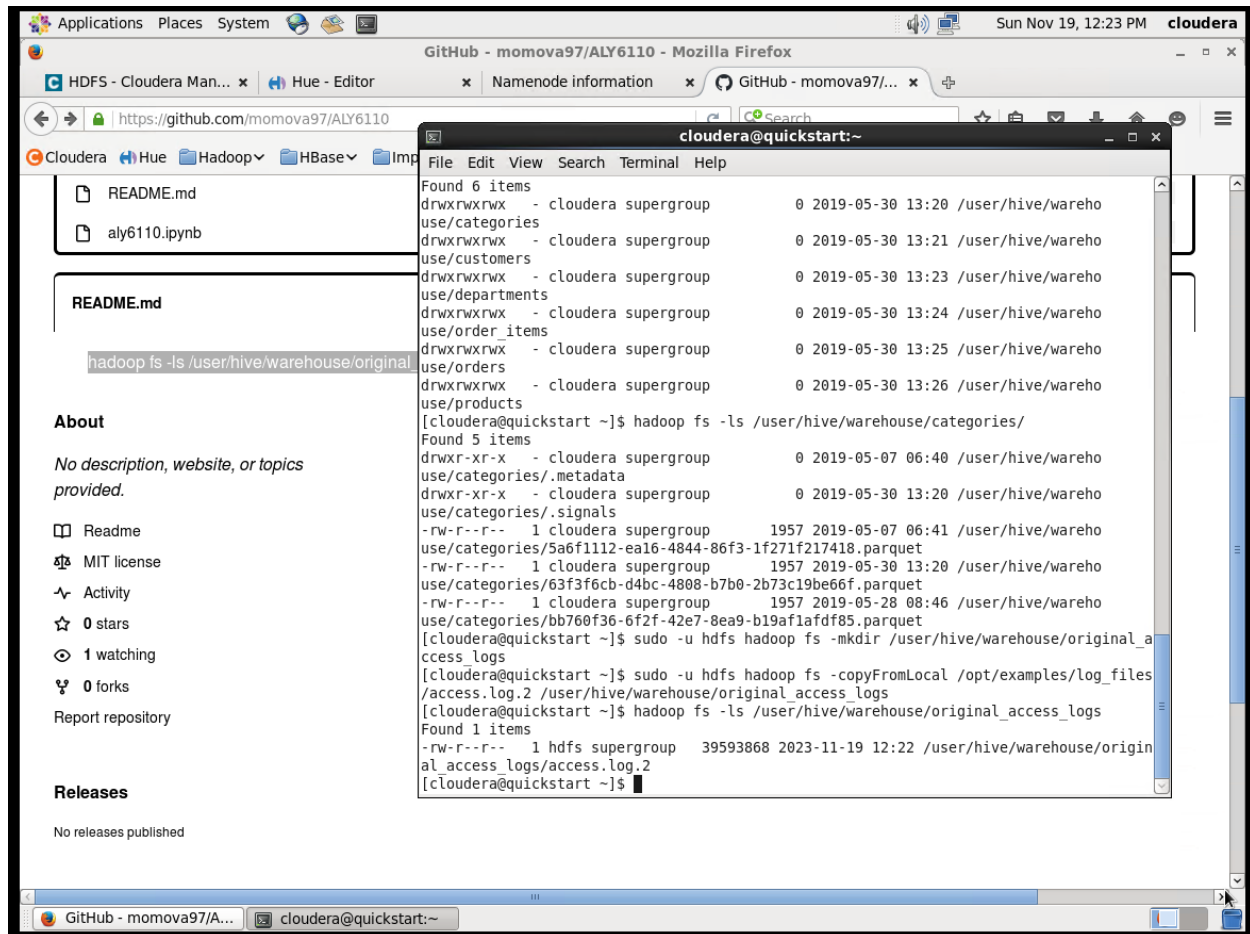 Applications Places System Sun Nov 19, 12:23 PM cloudera
GitHub - momova97/ALY6110 - Mozilla Firefox
HDFS - Cloudera Man... Hue - Editor Namenode information GitHub - momova97/...
https://github.com/momova97/ALY6110 Search
Cloudera Hue Hadoop HBase Imp
README.md
aly6110.ipynb
README.md
hadoop fs -ls /user/hive/warehouse/original_
About
No description, website, or topics
provided.
Readme
MIT license
Activity
0 stars
1 watching
0 forks
Report repository
Releases
No releases published
cloudera@quickstart:~
File Edit View Search Terminal Help
Found 6 items
drwxrwxrwx   - cloudera supergroup          0 2019-05-30 13:20 /user/hive/wareho
use/categories
drwxrwxrwx   - cloudera supergroup          0 2019-05-30 13:21 /user/hive/wareho
use/customers
drwxrwxrwx   - cloudera supergroup          0 2019-05-30 13:23 /user/hive/wareho
use/departments
drwxrwxrwx   - cloudera supergroup          0 2019-05-30 13:24 /user/hive/wareho
use/order_items
drwxrwxrwx   - cloudera supergroup          0 2019-05-30 13:25 /user/hive/wareho
use/orders
drwxrwxrwx   - cloudera supergroup          0 2019-05-30 13:26 /user/hive/wareho
use/products
[cloudera@quickstart ~]$ hadoop fs -ls /user/hive/warehouse/categories/
Found 5 items
drwxr-xr-x   - cloudera supergroup          0 2019-05-07 06:40 /user/hive/wareho
use/categories/.metadata
drwxr-xr-x   - cloudera supergroup          0 2019-05-30 13:20 /user/hive/wareho
use/categories/.signals
-rw-r--r--   1 cloudera supergroup       1957 2019-05-07 06:41 /user/hive/wareho
use/categories/5a6f1112-ea16-4844-86f3-1f271f217418.parquet
-rw-r--r--   1 cloudera supergroup       1957 2019-05-30 13:20 /user/hive/wareho
use/categories/63f3f6cb-d4bc-4808-b7b0-2b73c19be66f.parquet
-rw-r--r--   1 cloudera supergroup       1957 2019-05-28 08:46 /user/hive/wareho
use/categories/bb760f36-6f2f-42e7-8ea9-b19af1afdf85.parquet
[cloudera@quickstart ~]$ sudo -u hdfs hadoop fs -mkdir /user/hive/warehouse/original_a
ccess_logs
[cloudera@quickstart ~]$ sudo -u hdfs hadoop fs -copyFromLocal /opt/examples/log_files
/access.log.2 /user/hive/warehouse/original_access_logs
[cloudera@quickstart ~]$ hadoop fs -ls /user/hive/warehouse/original_access_logs
Found 1 items
-rw-r--r--   1 hdfs supergroup   39593868 2023-11-19 12:22 /user/hive/warehouse/origin
al_access_logs/access.log.2
[cloudera@quickstart ~]$
GitHub - momova97/A... cloudera@quickstart:~